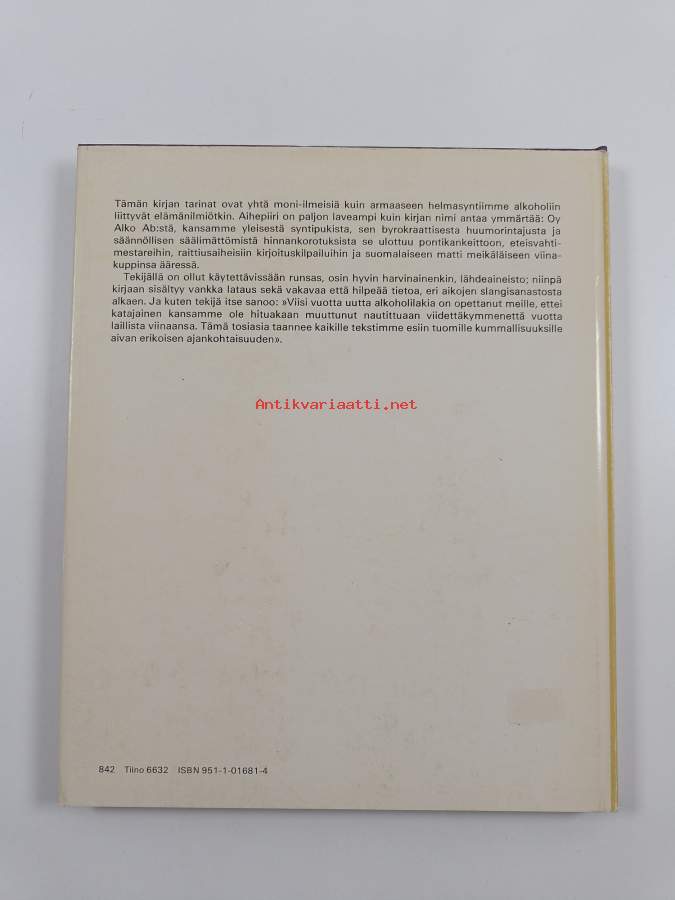 Tämän kirjan tarinat ovat yhtä moni-ilmeisiä kuin armaaseen helmasyntiimme alkoholiin
liittyvät elämänilmiötkin. Aihepiiri on paljon laveampi kuin kirjan nimi antaa ymmärtää: Oy
Alko Ab:stä, kansamme yleisestä syntipukista, sen byrokraattisesta huumorintajusta ja
säännöllisen säälimättömistä hinnankorotuksista se ulottuu pontikankeittoon, eteisvahti-
mestareihin, raittiusaiheisiin kirjoituskilpailuihin ja suomalaiseen matti meikäläiseen viina-
kuppinsa ääressä.
Tekijällä on ollut käytettävissään runsas, osin hyvin harvinainenkin, lähdeaineisto; niinpä
kirjaan sisältyy vankka lataus sekä vakavaa että hilpeää tietoa, eri aikojen slangisanastosta
alkaen. Ja kuten tekijä itse sanoo: »Viisi vuotta uutta alkoholilakia on opettanut meille, ettei
katajainen kansamme ole hituakaan muuttunut nautittuaan viidettäkymmenettä vuotta
laillista viinaansa. Tämä tosiasia taannee kaikille tekstimme esiin tuomille kummallisuuksille
aivan erikoisen ajankohtaisuuden».
Antikvariaatti.net
842 Tiino 6632 ISBN 951-1-01681-4